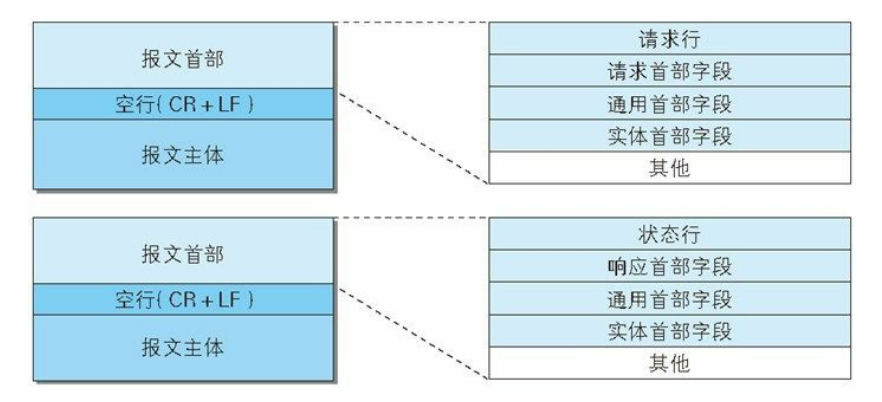 报文首部
空行( CR + LF )
报文主体
请求行
请求首部字段
通用首部字段
实体首部字段
其他
报文首部
空行( CR + LF )
报文主体
状态行
响应首部字段
通用首部字段
实体首部字段
其他